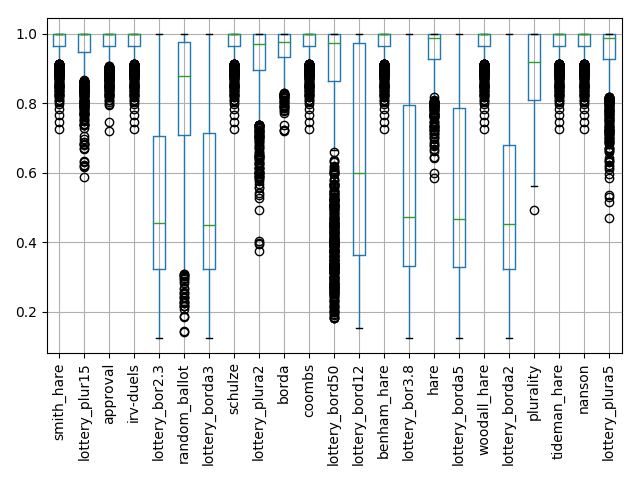 1.0
0.8
0.6
0.4
0.2
smith_hare
lottery_plur15
approval
irv-duels
lottery_bor2.3
random_ballot
lottery_borda3
schulze
lottery_plura2
borda
coombs
lottery_bord50
lottery_bord12
benham_hare
lottery_bor3.8
hare
lottery_borda5
woodall_hare
lottery_borda2
plurality
tideman_hare
nanson
lottery_plura5